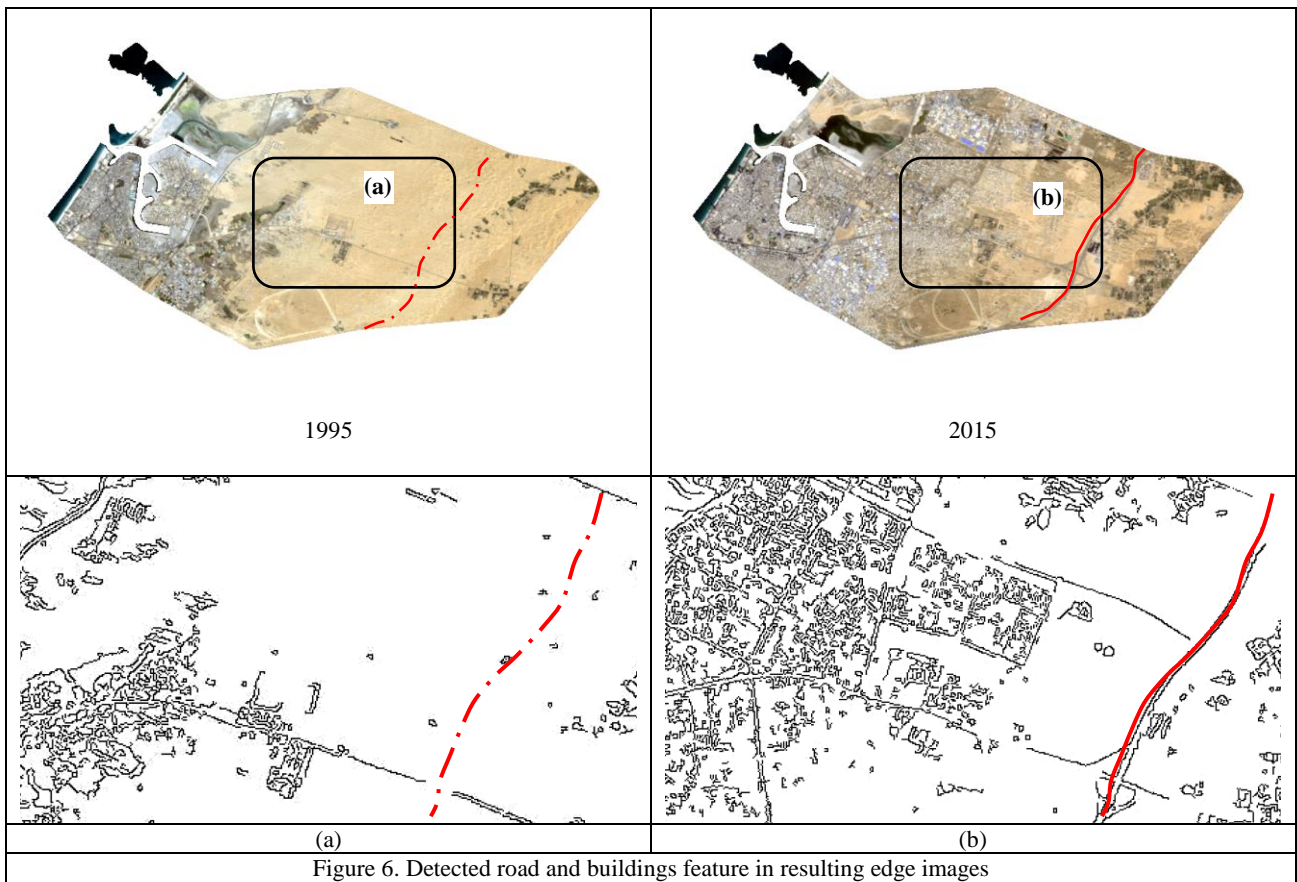 (a)
(b)
1995
2015
(a)
(b)
Figure 6. Detected road and buildings feature in resulting edge images